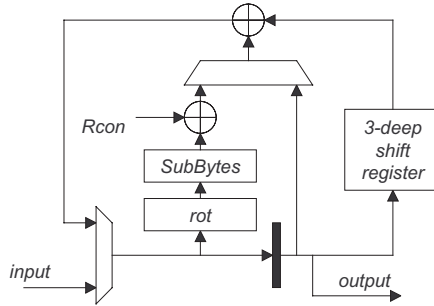 Rcon
3-deep
shift
register
SubBytes
rot
input
output